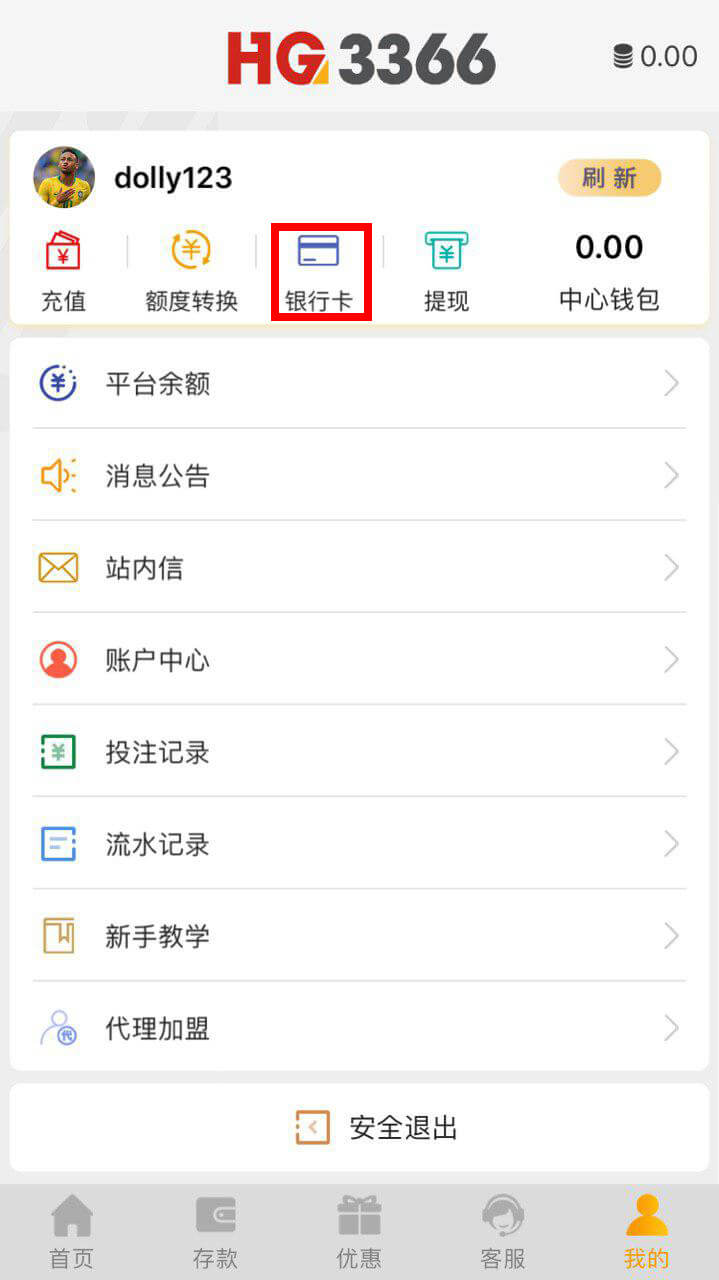 HG3366
0.00
dolly123
刷新
充值
额度转换
银行卡
提现
0.00
中心钱包
平台余额
消息公告
站内信
账户中心
投注记录
流水记录
新手教学
代理加盟
安全退出
首页
存款
优惠
客服
我的